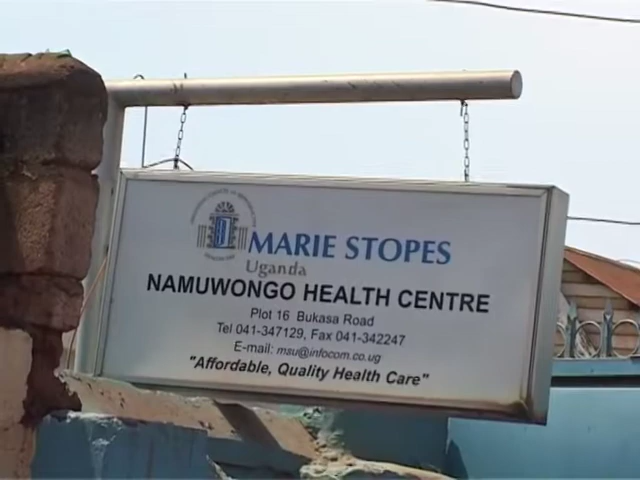 MARIE STOPES
Uganda
NAMUWONGO HEALTH CENTRE
Plot 16 Bukasa Road
Tel 041-347129, Fax 041-342247
E-mail: msu@infocom.co.ug
"Affordable, Quality Health Care"